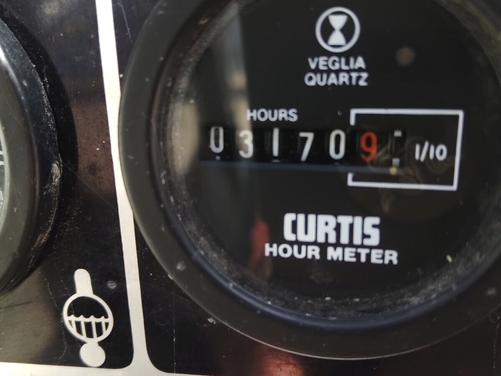 VEGLIA
QUARTZ
HOURS
031709 1/10
CURTIS
HOUR METER